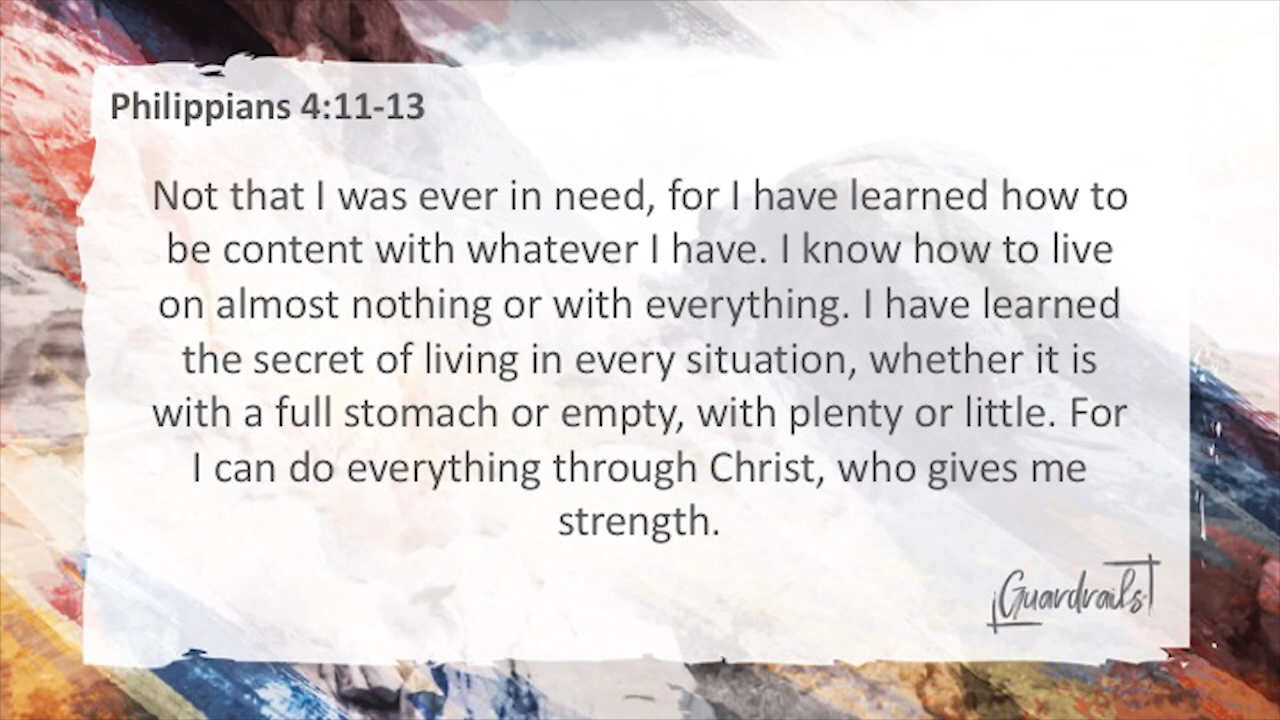 Philippians 4:11-13
Not that I was ever in need, for I have learned how to
be content with whatever I have. I know how to live
on almost nothing or with everything. I have learned
the secret of living in every situation, whether it is
with a full stomach or empty, with plenty or little. For
I can do everything through Christ, who gives me
strength.
Guardrails